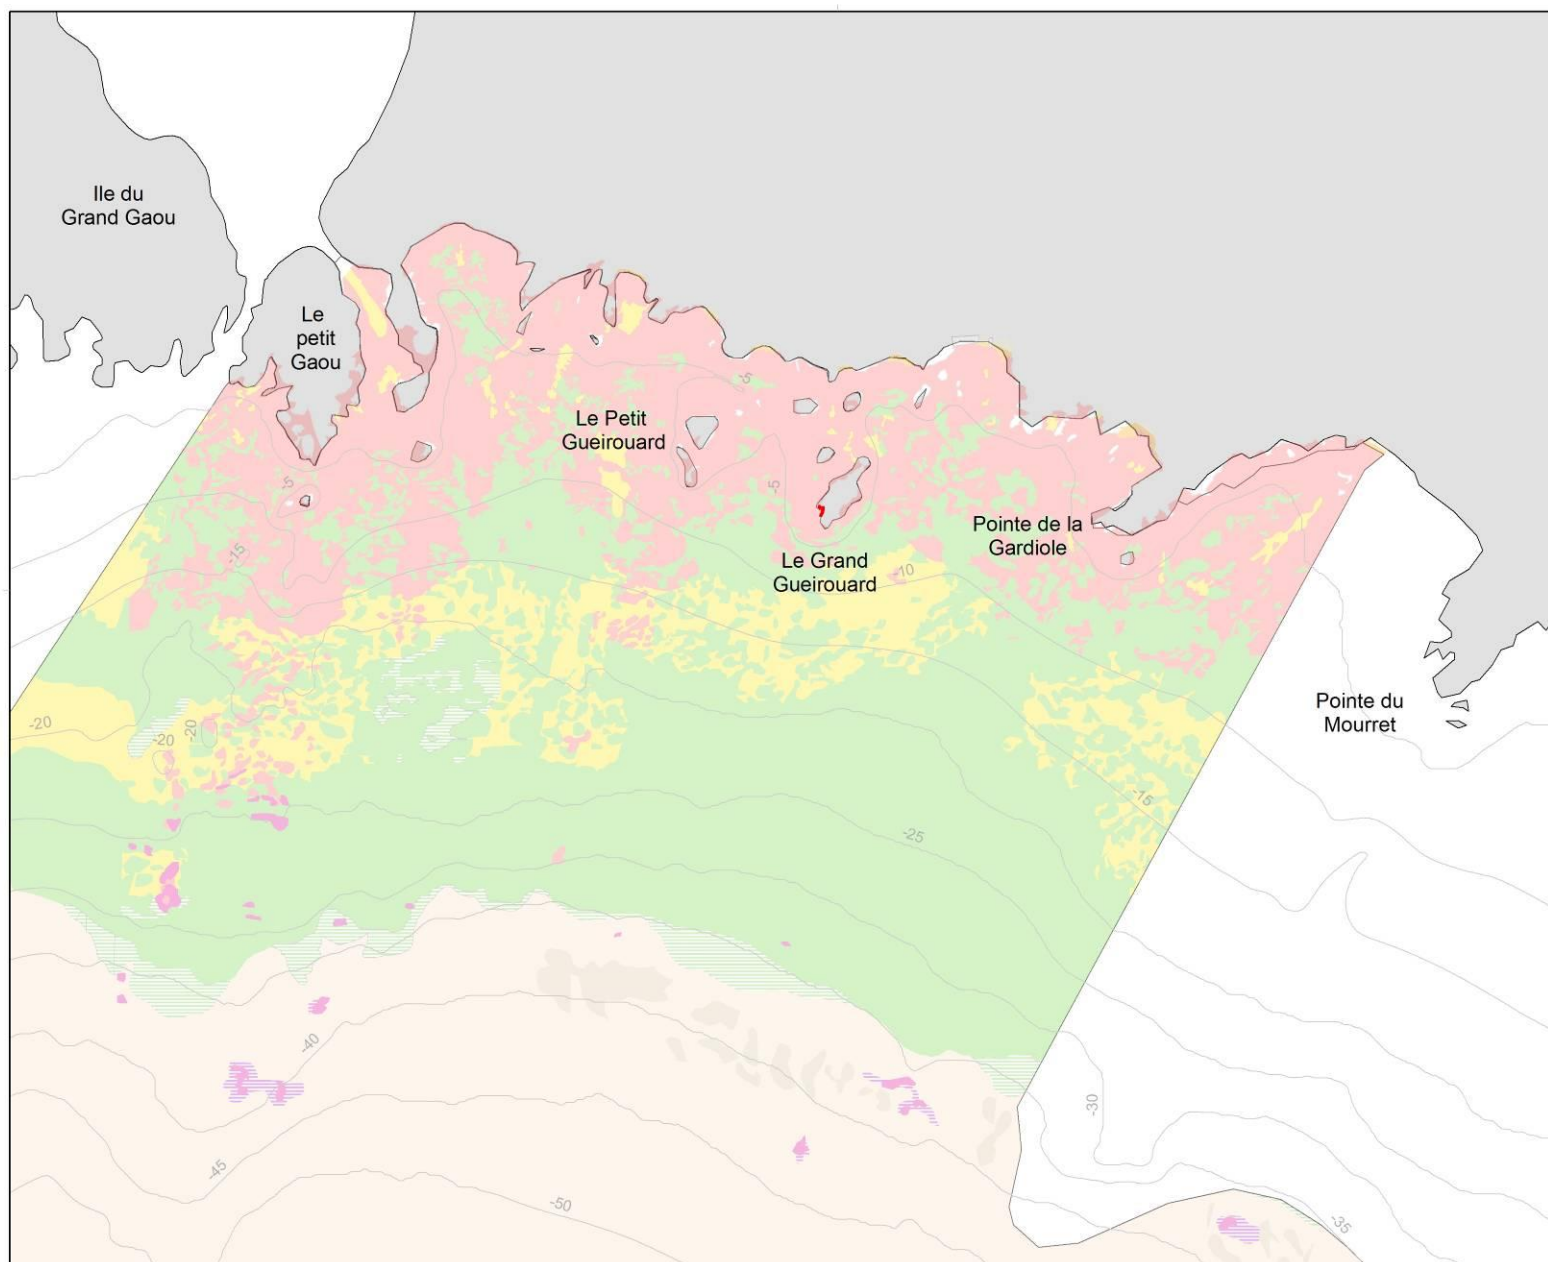 Ile du
Grand Gaou
Le
petit
Gaou
-5
Le Petit
Gueirouard
-5
-5
Pointe de la
Gardiole
-15
Le Grand
Gueirouard
-10
Pointe du
Mourret
-20
-20
-20
-15
-25
-40
-30
-45
-50
-35